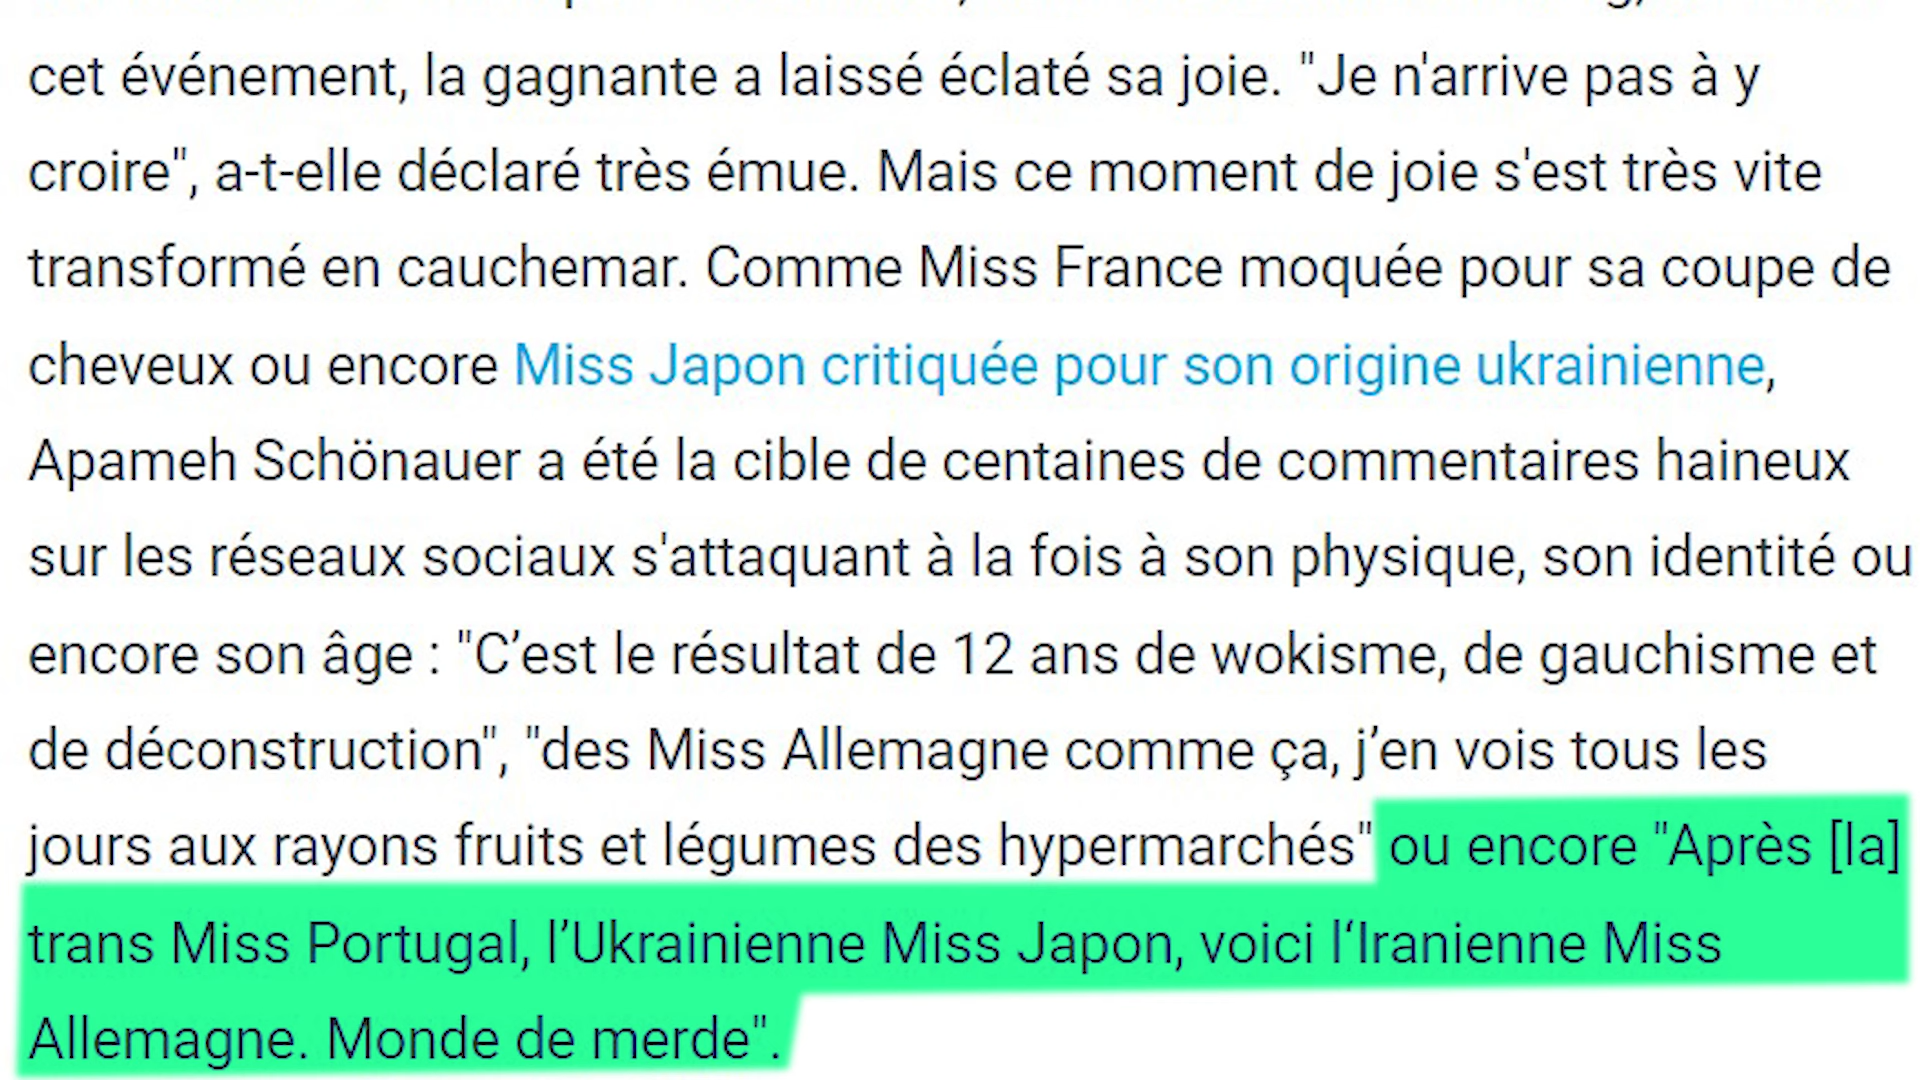 cet événement, la gagnante a laissé éclaté sa joie. "Je n'arrive pas à y
croire", a-t-elle déclaré très émue. Mais ce moment de joie s'est très vite
transformé en cauchemar. Comme Miss France moquée pour sa coupe de
cheveux ou encore Miss Japon critiquée pour son origine ukrainienne,
Apameh Schönauer a été la cible de centaines de commentaires haineux
sur les réseaux sociaux s'attaquant à la fois à son physique, son identité ou
encore son âge : "C’est le résultat de 12 ans de wokisme, de gauchisme et
de déconstruction", "des Miss Allemagne comme ça, j’en vois tous les
jours aux rayons fruits et légumes des hypermarchés" ou encore "Après [la]
trans Miss Portugal, l’Ukrainienne Miss Japon, voici l‘Iranienne Miss
Allemagne. Monde de merde".